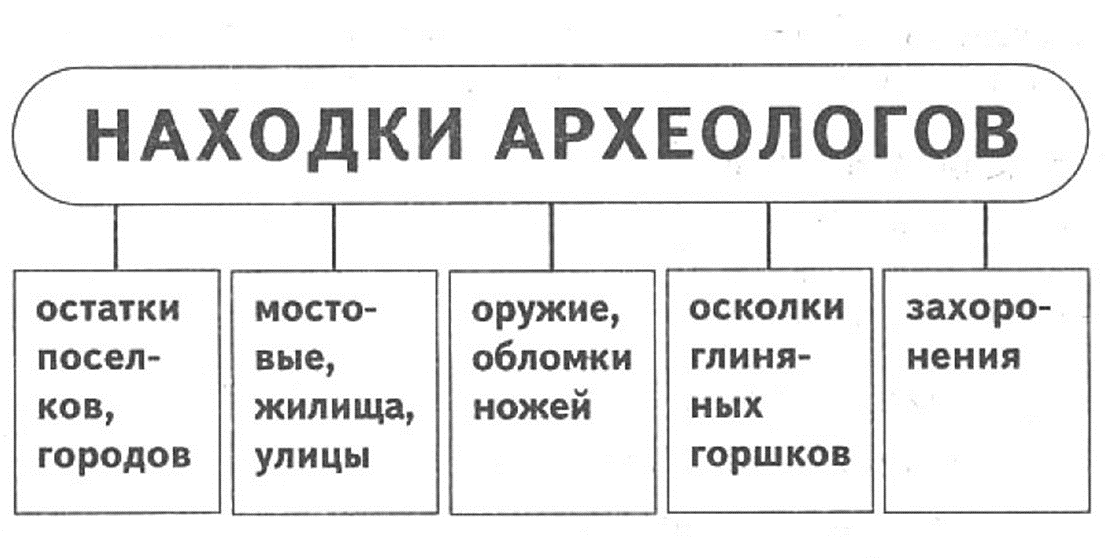 НАХОДКИ АРХЕОЛОГОВ
остатки
посел-
ков,
городов
мосто-
вые,
жилища,
улицы
оружие,
обломки
ножей
осколки
глиня-
ных
горшков
захоро-
нения